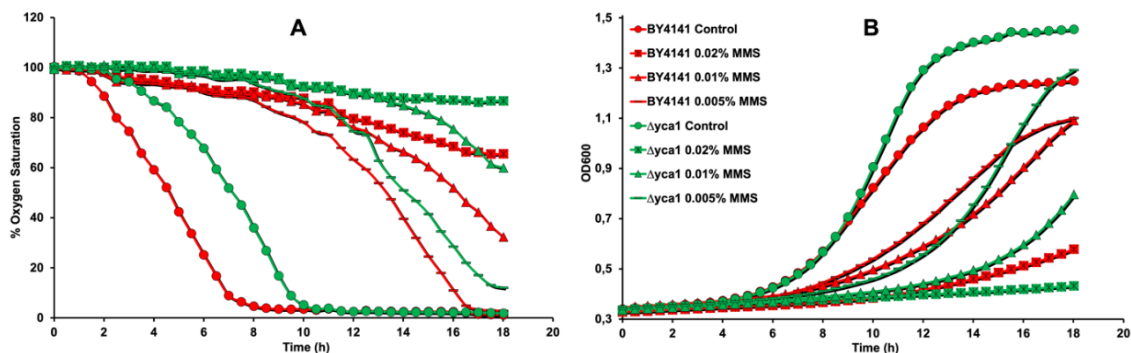 A
% Oxygen Saturation
120
100
80
60
40
20
0
0 2 4 6 8 10 12 14 16 18 20
Time (h)
B
OD600
1,5
1,3
1,1
0,9
0,7
0,5
0,3
0 2 4 6 8 10 12 14 16 18 20
Time (h)
BY4141 Control
BY4141 0.02% MMS
BY4141 0.01% MMS
BY4141 0.005% MMS
Δyca1 Control
Δyca1 0.02% MMS
Δyca1 0.01% MMS
Δyca1 0.005% MMS